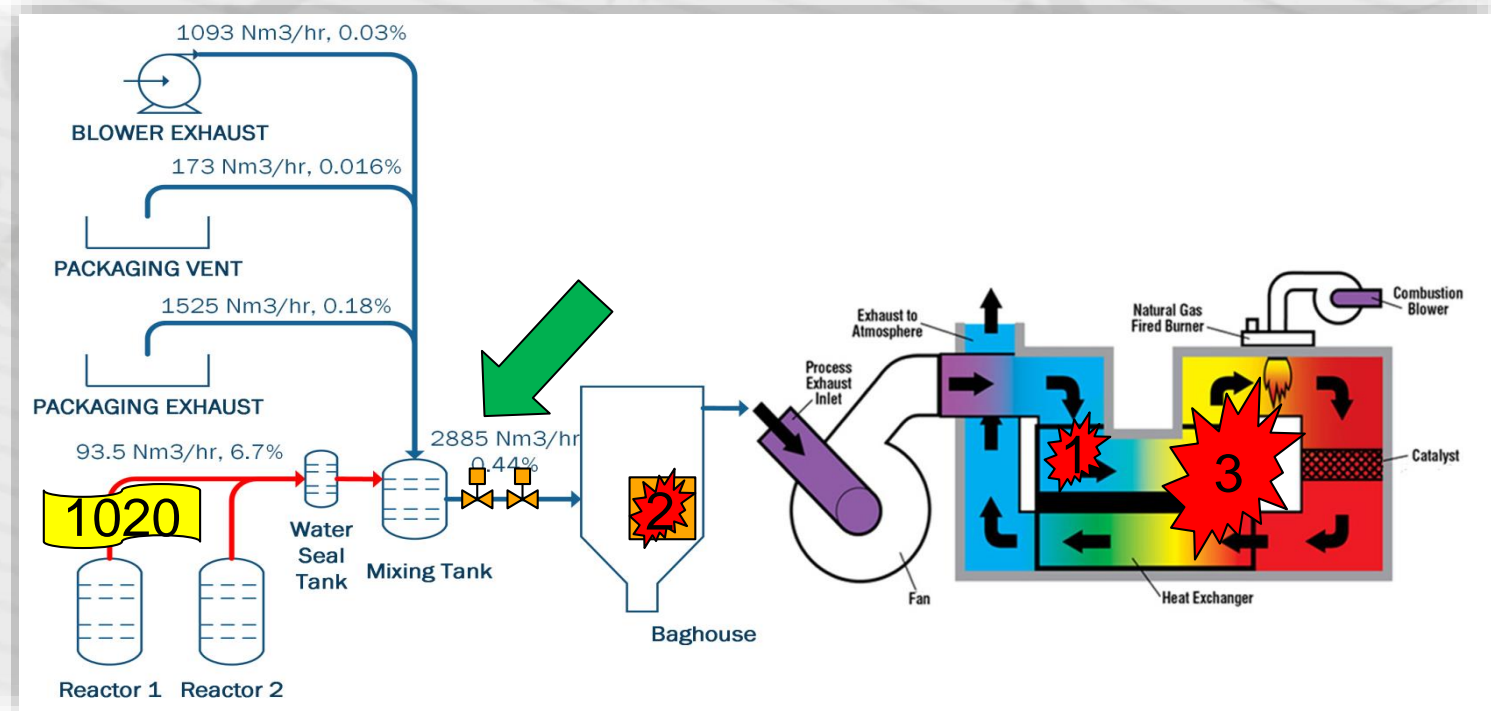 1093 Nm3/hr, 0.03%
BLOWER EXHAUST
173 Nm3/hr, 0.016%
PACKAGING VENT
1525 Nm3/hr, 0.18%
PACKAGING EXHAUST
93.5 Nm3/hr, 6.7%
1020
Reactor 1
Reactor 2
Water
Seal
Tank
Mixing Tank
2885 Nm3/hr
0.44%
2
Baghouse
Process
Exhaust
Inlet
Fan
Exhaust to
Atmosphere
Natural Gas
Fired Burner
Combustion
Blower
1
3
Catalyst
Heat Exchanger